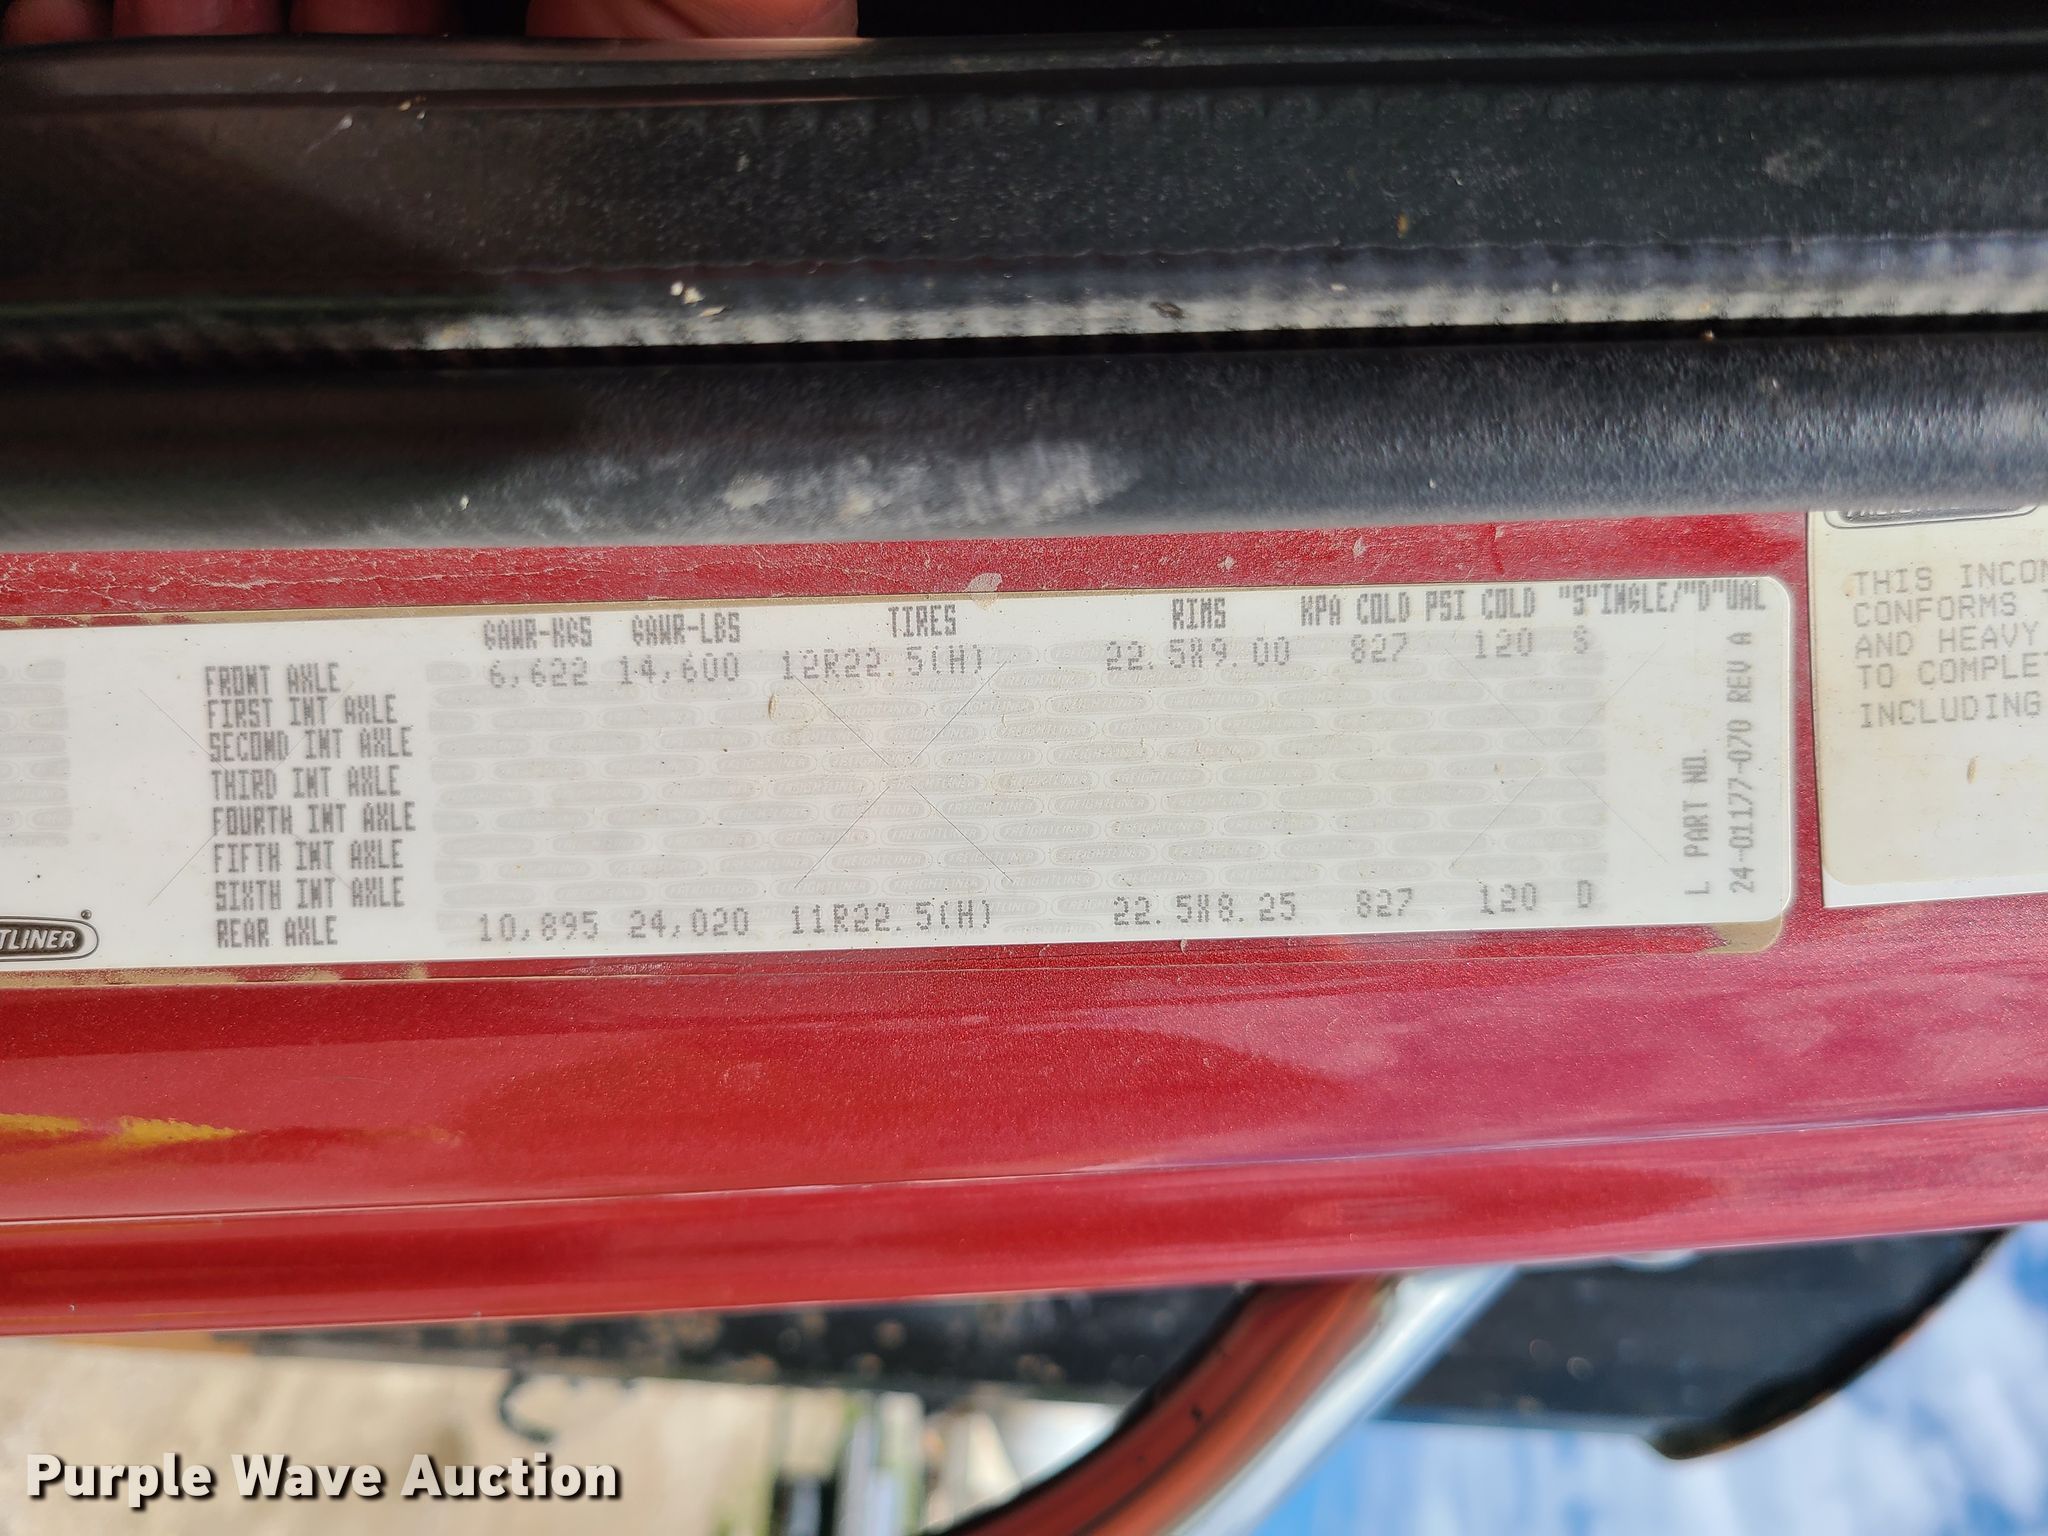 GAWR-KGS GAWR-LBS TIRES RIMS KPA COLD PSI COLD "S"INGLE/"D"UAL
FRONT AXLE 6,622 14,600 12R22.5(H) 22.5X9.00 827 120 S
FIRST INT AXLE
SECOND INT AXLE
THIRD INT AXLE
FOURTH INT AXLE
FIFTH INT AXLE
SIXTH INT AXLE
REAR AXLE 10,895 24,020 11R22.5(H) 22.5X8.25 827 120 D
L PART NO.
24-01177-070 REV A
TLINER
THIS INCOM
CONFORMS T
AND HEAVY
TO COMPLET
INCLUDING
Purple Wave Auction